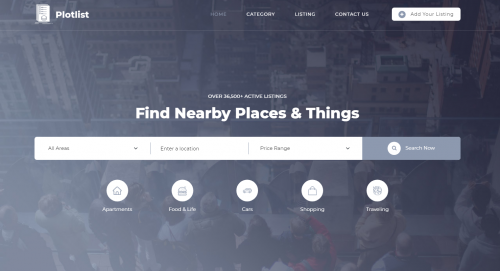 Plotlist
HOME
CATEGORY
LISTING
CONTACT US
Add Your Listing
OVER 36,500+ ACTIVE LISTINGS
Find Nearby Places & Things
All Areas
Enter a location
Price Range
Search Now
Apartments
Food & Life
Cars
Shopping
Traveling